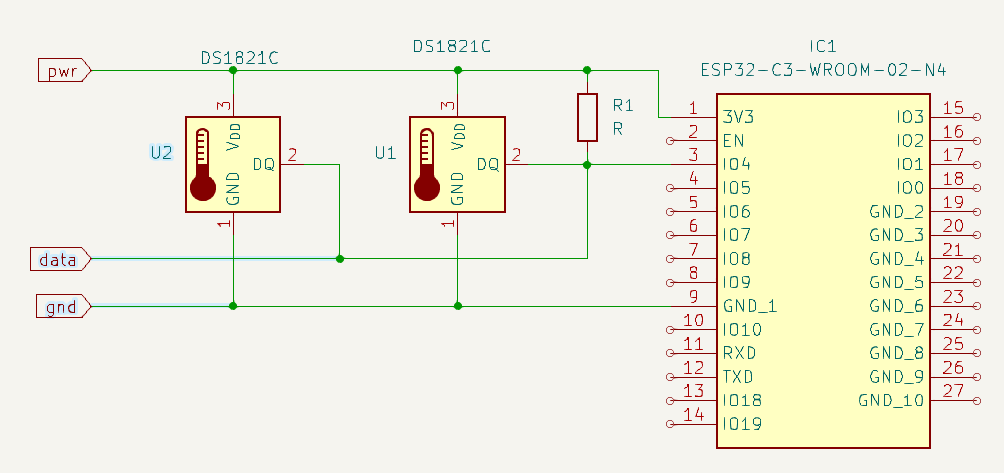 DS1821C
DS1821C
IC1
ESP32-C3-WROOM-02-N4
pwr
U2
3
VDD
DQ
2
GND
1
U1
3
VDD
DQ
2
GND
1
R1
R
data
gnd
1 3V3
2 EN
3 IO4
4 IO5
5 IO6
6 IO7
7 IO8
8 IO9
9 GND_1
10 IO10
11 RXD
12 TXD
13 IO18
14 IO19
IO3 15
IO2 16
IO1 17
IO0 18
GND_2 19
GND_3 20
GND_4 21
GND_5 22
GND_6 23
GND_7 24
GND_8 25
GND_9 26
GND_10 27